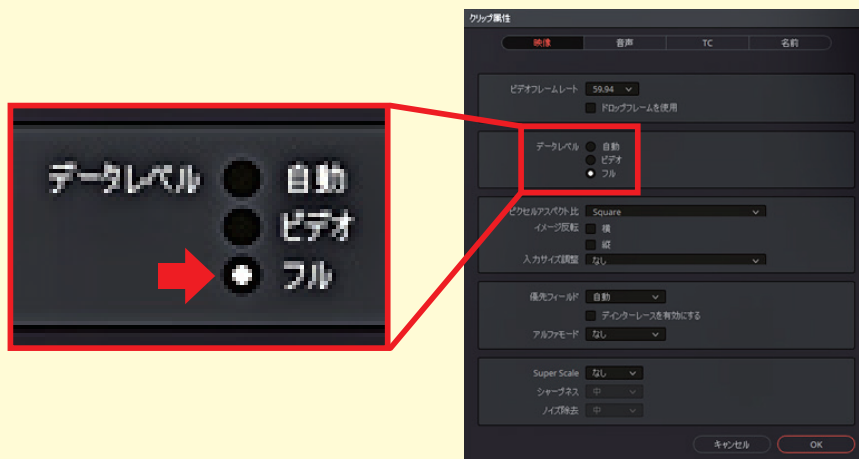 クリップ属性
映像 音声 TC 名前
ビデオフレームレート 59.94
ドロップフレームを使用
データレベル 自動
ビデオ
フル
ピクセルアスペクト比 Square
イメージ反転 横
縦
入力サイズ調整 なし
優先フィールド 自動
デインターレースを有効にする
アルファモード なし
Super Scale なし
シャープネス 中
ノイズ除去 中
キャンセル OK
データレベル 自動
ビデオ
フル